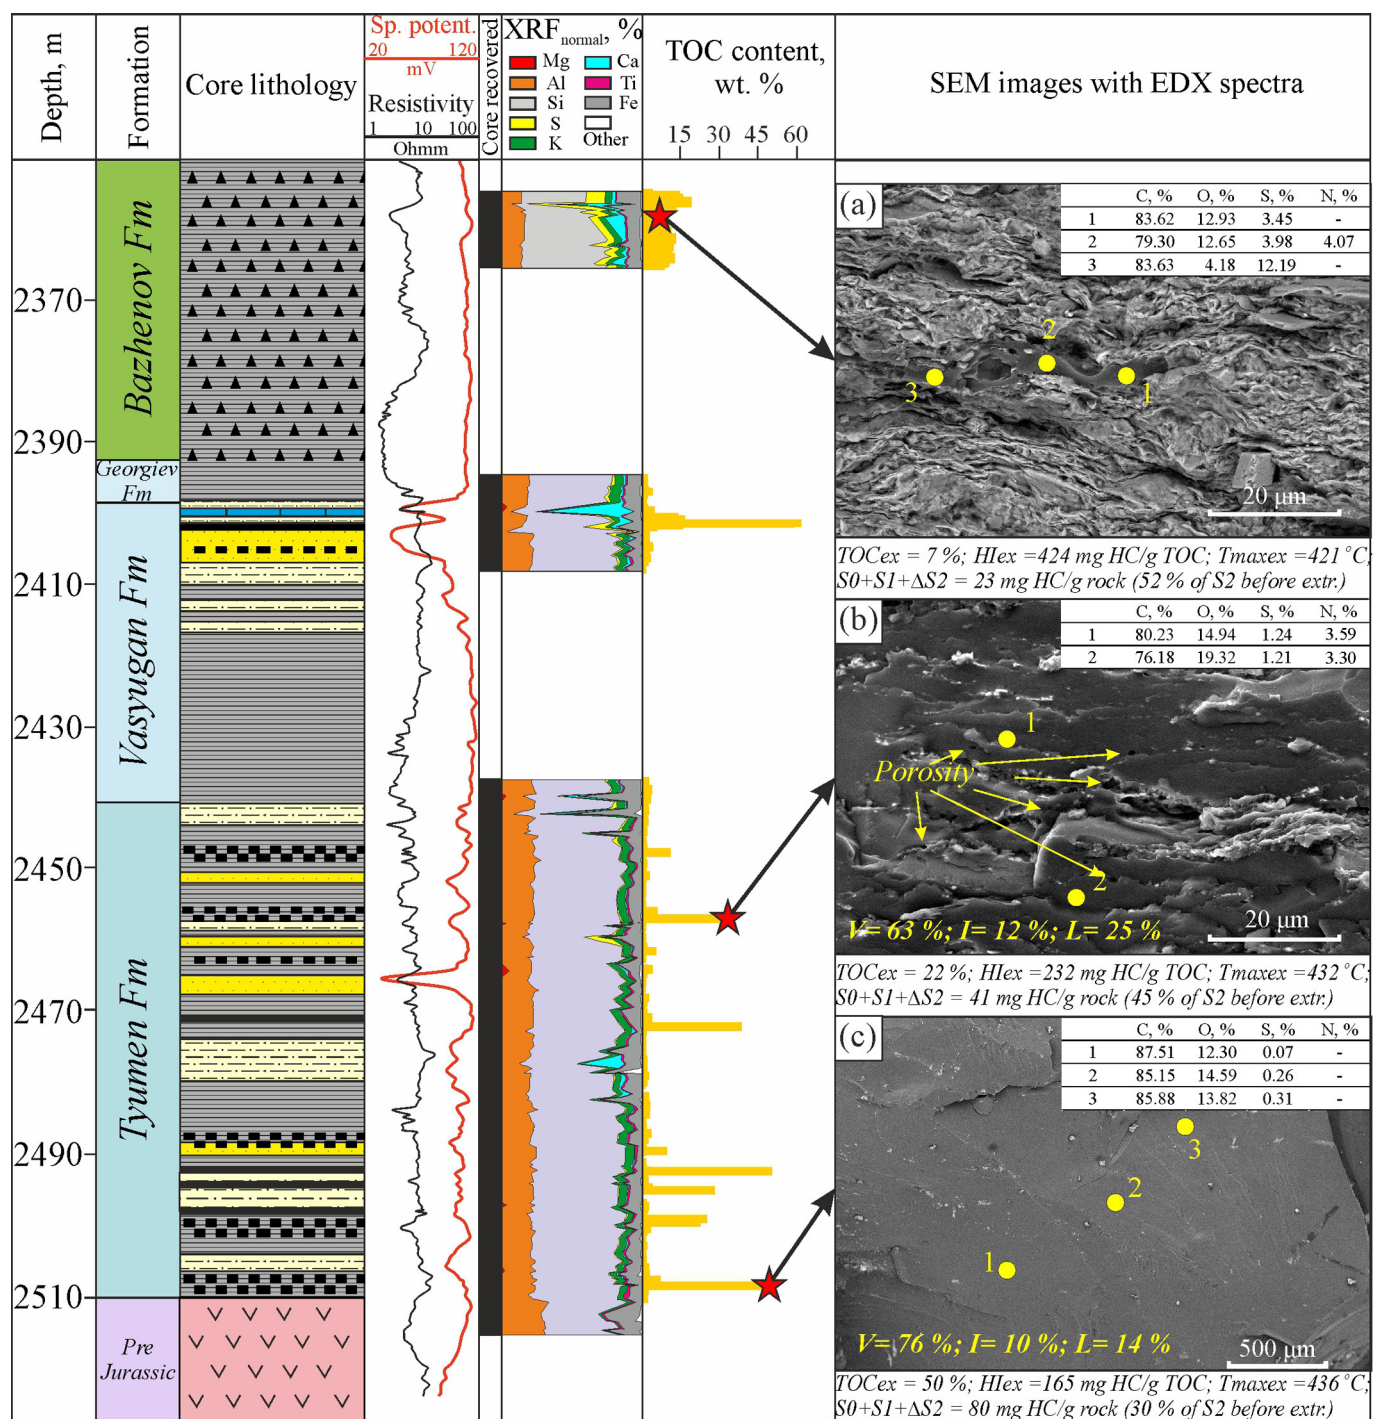 Depth, m
Formation
Core lithology
Sp. potent.
20 120
mV
Resistivity
1 10 100
Ohmm
Core recovered
XRFnormal, %
Mg Ca
Al Ti
Si Fe
S Other
K
TOC content,
wt. %
15 30 45 60
SEM images with EDX spectra
2370
2390
2410
2430
2450
2470
2490
2510
Bazhenov Fm
Georgiev
Fm
Vasyugan Fm
Tyumen Fm
Pre
Jurassic
(a)
C, % O, % S, % N, %
1 83.62 12.93 3.45 -
2 79.30 12.65 3.98 4.07
3 83.63 4.18 12.19 -
2
3
1
20 μm
TOCex = 7 %; HIex =424 mg HC/g TOC; Tmaxex =421 °C;
S0+S1+ΔS2 = 23 mg HC/g rock (52 % of S2 before extr.)
(b)
C, % O, % S, % N, %
1 80.23 14.94 1.24 3.59
2 76.18 19.32 1.21 3.30
1
Porosity
2
V= 63 %; I= 12 %; L= 25 %
20 μm
TOCex = 22 %; HIex =232 mg HC/g TOC; Tmaxex =432 °C;
S0+S1+ΔS2 = 41 mg HC/g rock (45 % of S2 before extr.)
(c)
C, % O, % S, % N, %
1 87.51 12.30 0.07 -
2 85.15 14.59 0.26 -
3 85.88 13.82 0.31 -
3
2
1
V= 76 %; I= 10 %; L= 14 %
500 μm
TOCex = 50 %; HIex =165 mg HC/g TOC; Tmaxex =436 °C;
S0+S1+ΔS2 = 80 mg HC/g rock (30 % of S2 before extr.)